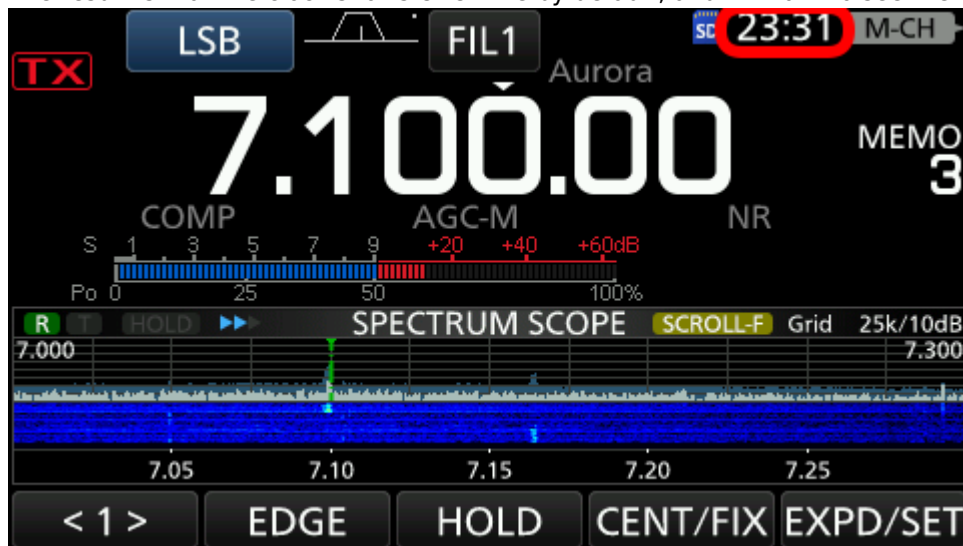 LSB FIL1 SD 23:31 M-CH
TX Aurora
7.100.00 MEMO
3
COMP AGC-M NR
S 1 3 5 7 9 +20 +40 +60dB
Po 0 25 50 100%
R T HOLD SPECTRUM SCOPE SCROLL-F Grid 25k/10dB
7.000 7.300
7.05 7.10 7.15 7.20 7.25
< 1 > EDGE HOLD CENT/FIX EXPD/SET